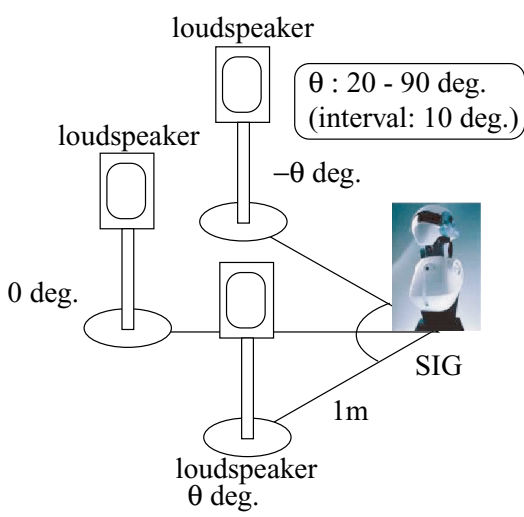 loudspeaker
θ : 20 - 90 deg.
(interval: 10 deg.)
loudspeaker
−θ deg.
0 deg.
SIG
1m
loudspeaker
θ deg.